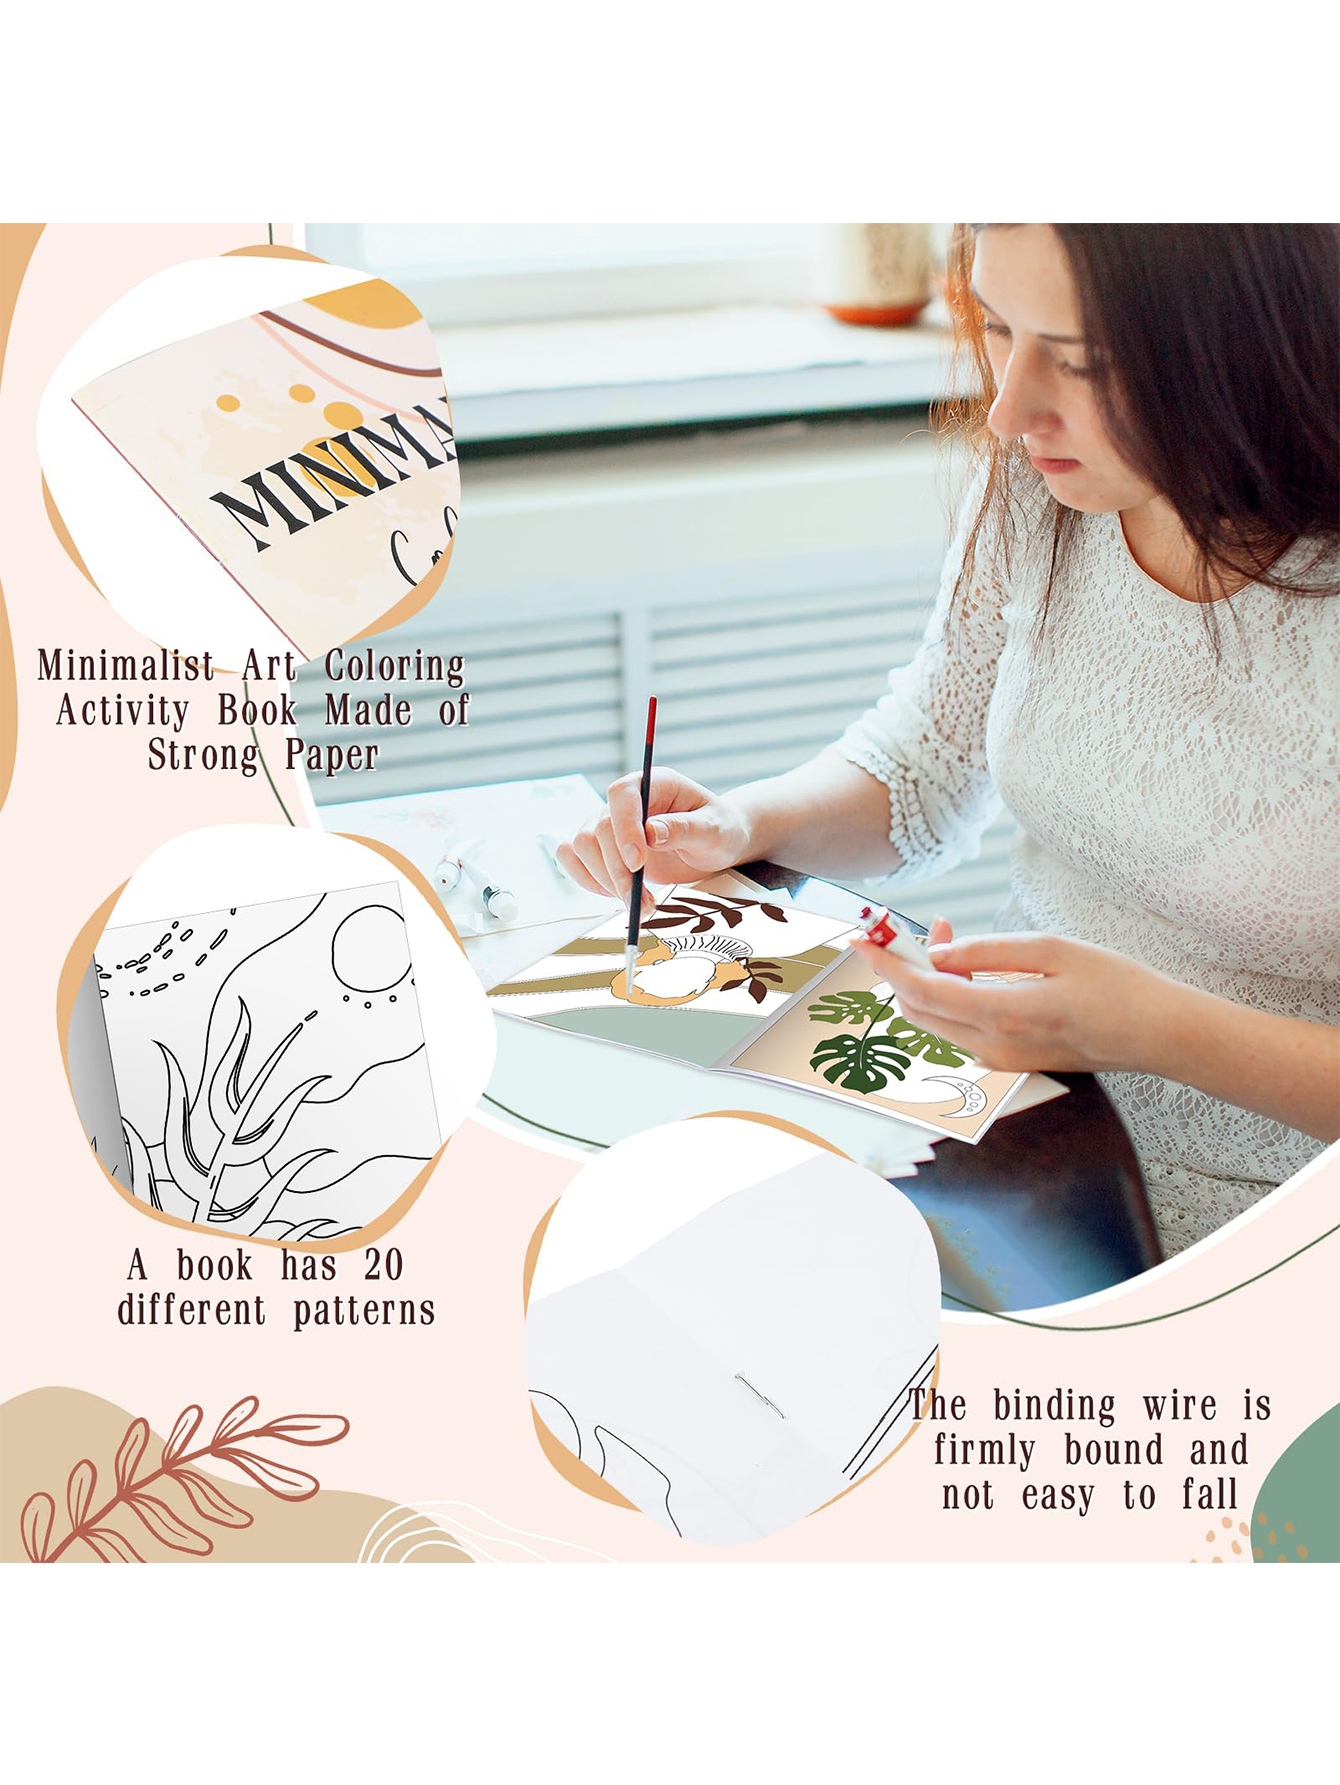 MINIMA
Minimalist Art Coloring
Activity Book Made of
Strong Paper
A book has 20
different patterns
The binding wire is
firmly bound and
not easy to fall